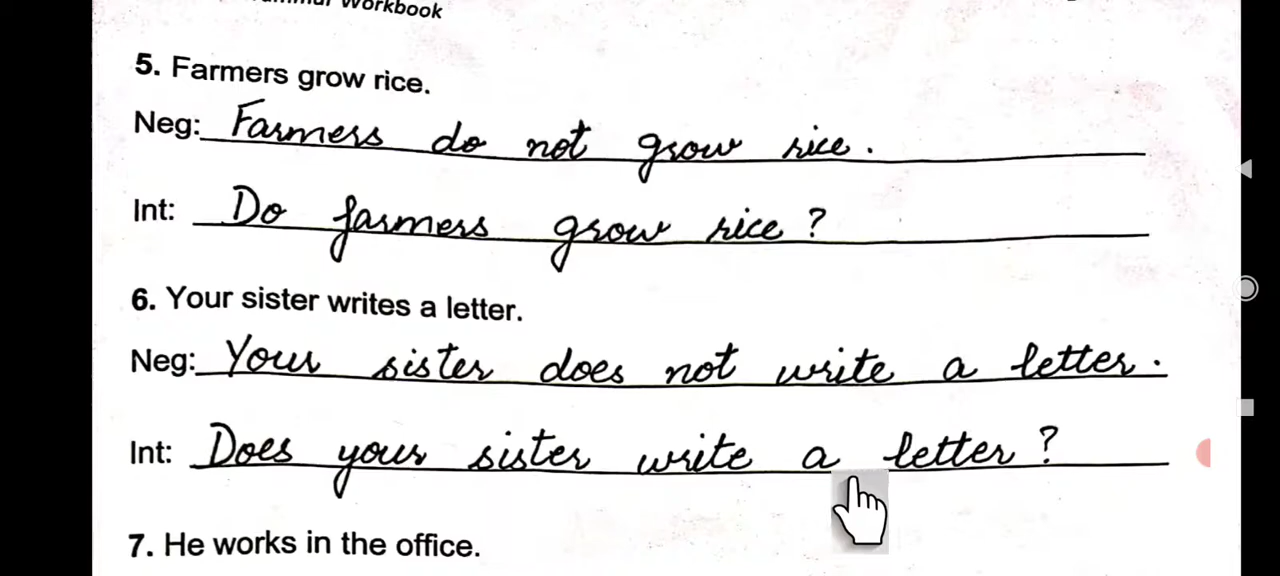 Workbook
5. Farmers grow rice.
Neg: Farmers do not grow rice.
Int: Do farmers grow rice?
6. Your sister writes a letter.
Neg: Your sister does not write a letter.
Int: Does your sister write a letter?
7. He works in the office.